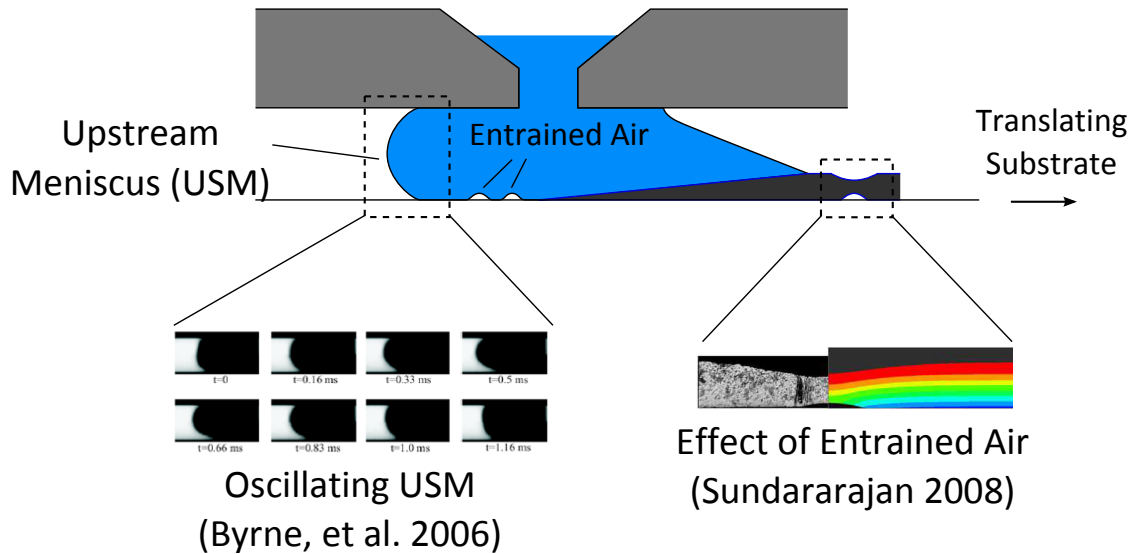 Upstream
Meniscus (USM)
Entrained Air
Translating
Substrate
t=0
t=0.16 ms
t=0.33 ms
t=0.5 ms
t=0.66 ms
t=0.83 ms
t=1.0 ms
t=1.16 ms
Oscillating USM
(Byrne, et al. 2006)
Effect of Entrained Air
(Sundararajan 2008)